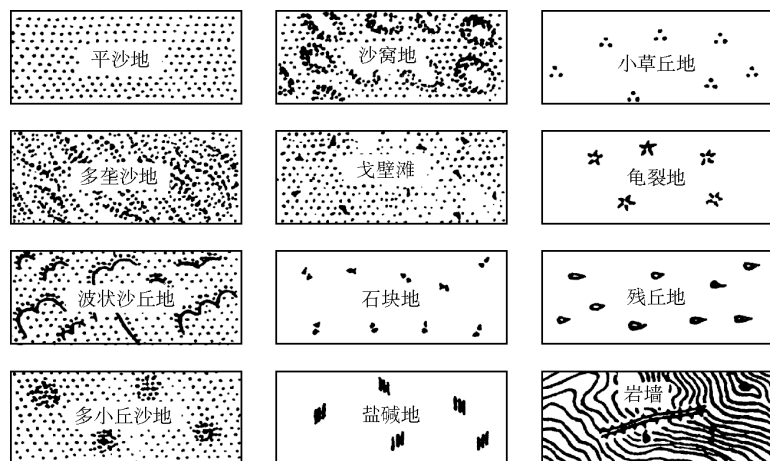 平沙地
沙窝地
小草丘地
多垄沙地
戈壁滩
龟裂地
波状沙丘地
石块地
残丘地
多小丘沙地
盐碱地
岩墙